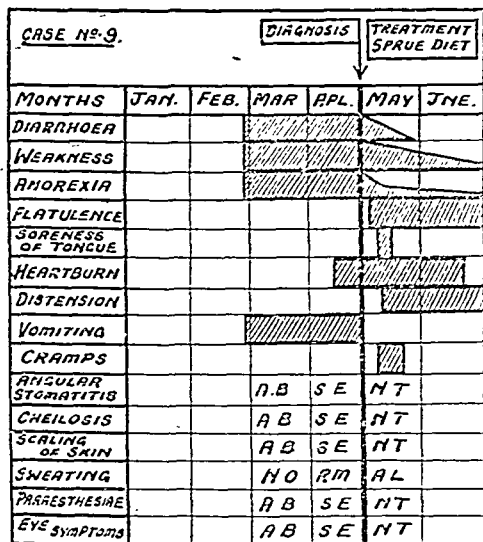 CASE No. 9.
DIAGNOSIS
TREATMENT
SPRUE DIET
MONTHS JAN. FEB. MAR APL. MAY JNE.
DIARRHOEA
WEAKNESS
ANOREXIA
FLATULENCE
SORENESS
OF TONGUE
HEARTBURN
DISTENSION
VOMITING
CRAMPS
ANGULAR
STOMATITIS A.B S E N T
CHEILOSIS A B S E N T
SCALING
OF SKIN A B S E N T
SWEATING N O R M A L
PARAESTHESIAE A B S E N T
EYE SYMPTOMS A B S E N T